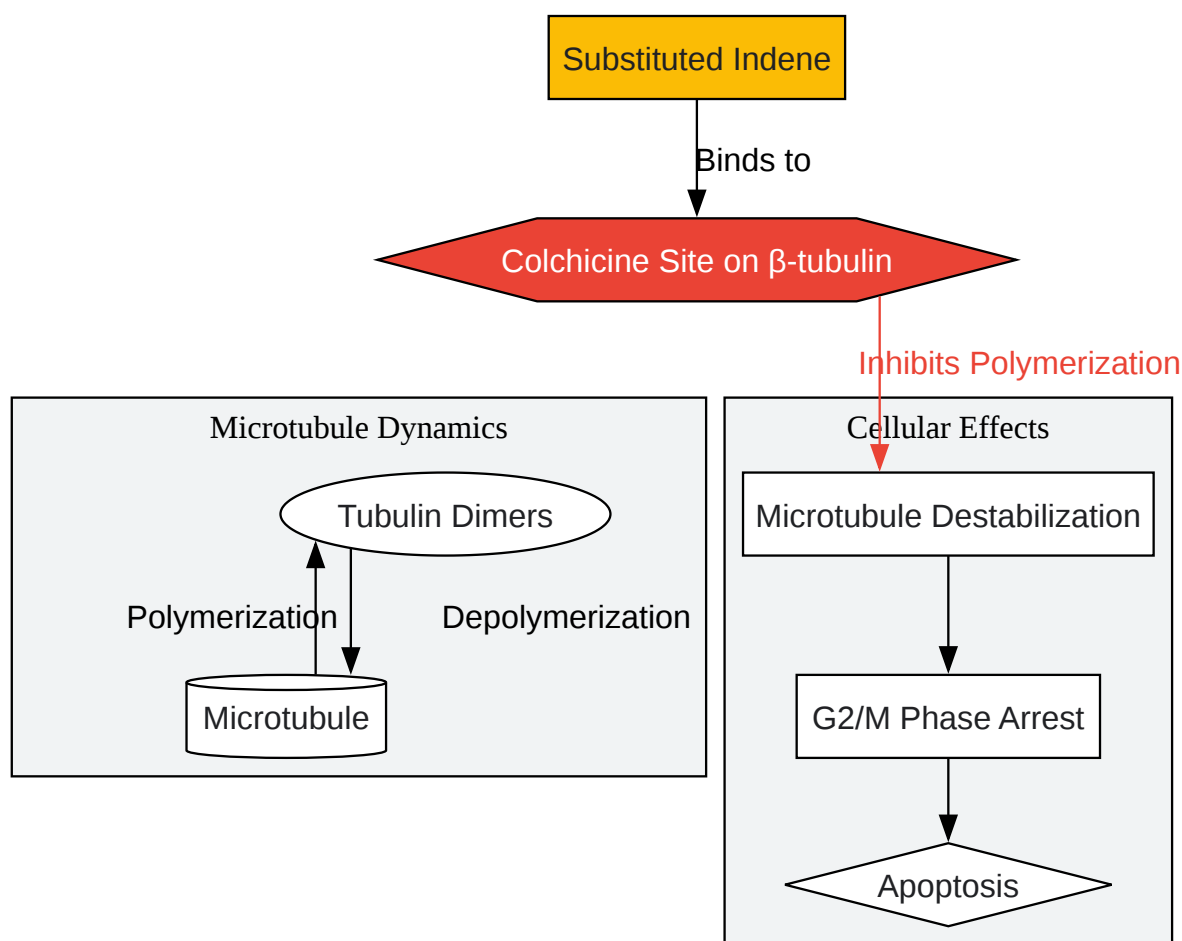 Substituted Indene
Binds to
Colchicine Site on β-tubulin
Inhibits Polymerization
Microtubule Dynamics
Tubulin Dimers
Polymerization
Depolymerization
Microtubule
Cellular Effects
Microtubule Destabilization
G2/M Phase Arrest
Apoptosis